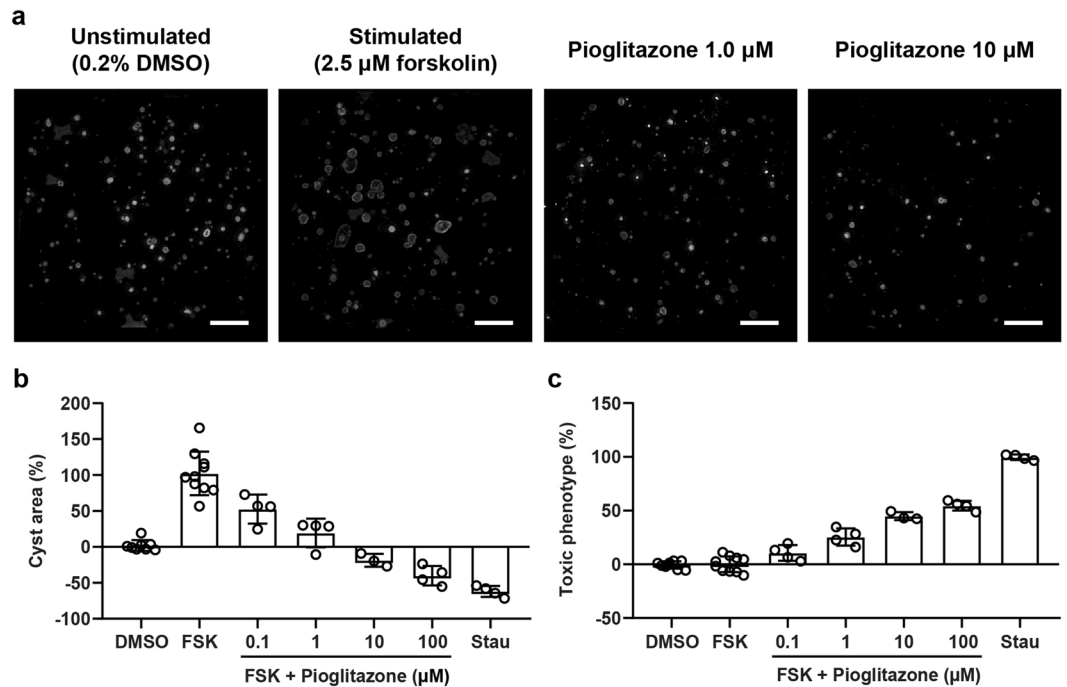 a
Unstimulated
(0.2% DMSO)
Stimulated
(2.5 µM forskolin)
Pioglitazone 1.0 µM
Pioglitazone 10 µM
b
Cyst area (%)
200
150
100
50
0
-50
-100
DMSO FSK 0.1 1 10 100 Stau
FSK + Pioglitazone (µM)
c
Toxic phenotype (%)
150
100
50
0
-50
DMSO FSK 0.1 1 10 100 Stau
FSK + Pioglitazone (µM)